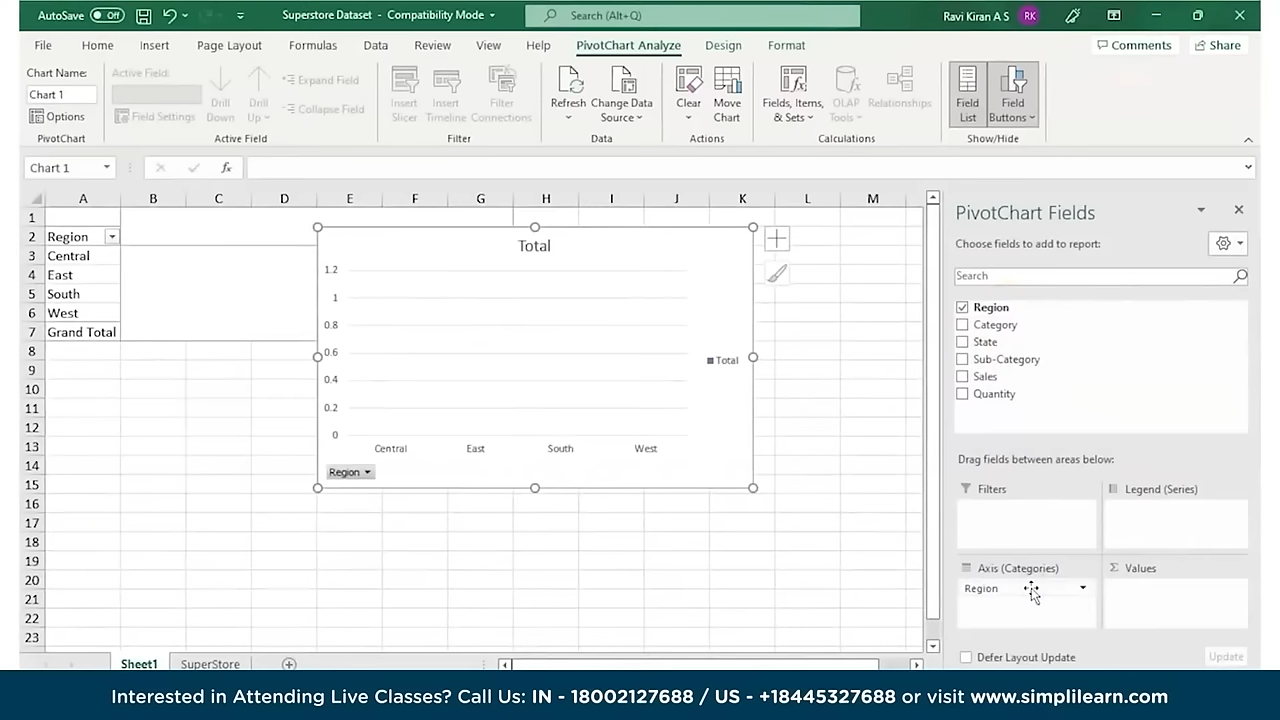 AutoSave Off Superstore Dataset - Compatibility Mode Search (Alt+Q) Ravi Kiran A S RK
File Home Insert Page Layout Formulas Data Review View Help PivotChart Analyze Design Format Comments Share
Chart Name:
Chart 1
Options
PivotChart
Active Field:
Field Settings
Drill Down
Drill Up
Expand Field
Collapse Field
Active Field
Insert Slicer
Insert Timeline
Filter Connections
Filter
Refresh
Change Data Source
Data
Clear
Move Chart
Actions
Fields, Items, & Sets
OLAP Tools
Relationships
Calculations
Field List
Field Buttons
Show/Hide
Chart 1 fx
A B C D E F G H I J K L M
1
2 Region
3 Central
4 East
5 South
6 West
7 Grand Total
8
9
10
11
12
13
14
15
16
17
18
19
20
21
22
23
Total
1.2
1
0.8
0.6
0.4
0.2
0
Central East South West
Total
Region
Sheet1 SuperStore
PivotChart Fields
Choose fields to add to report:
Search
Region
Category
State
Sub-Category
Sales
Quantity
Drag fields between areas below:
Filters Legend (Series)
Axis (Categories) Σ Values
Region
Defer Layout Update Update
Interested in Attending Live Classes? Call Us: IN - 18002127688 / US - +18445327688 or visit www.simplilearn.com